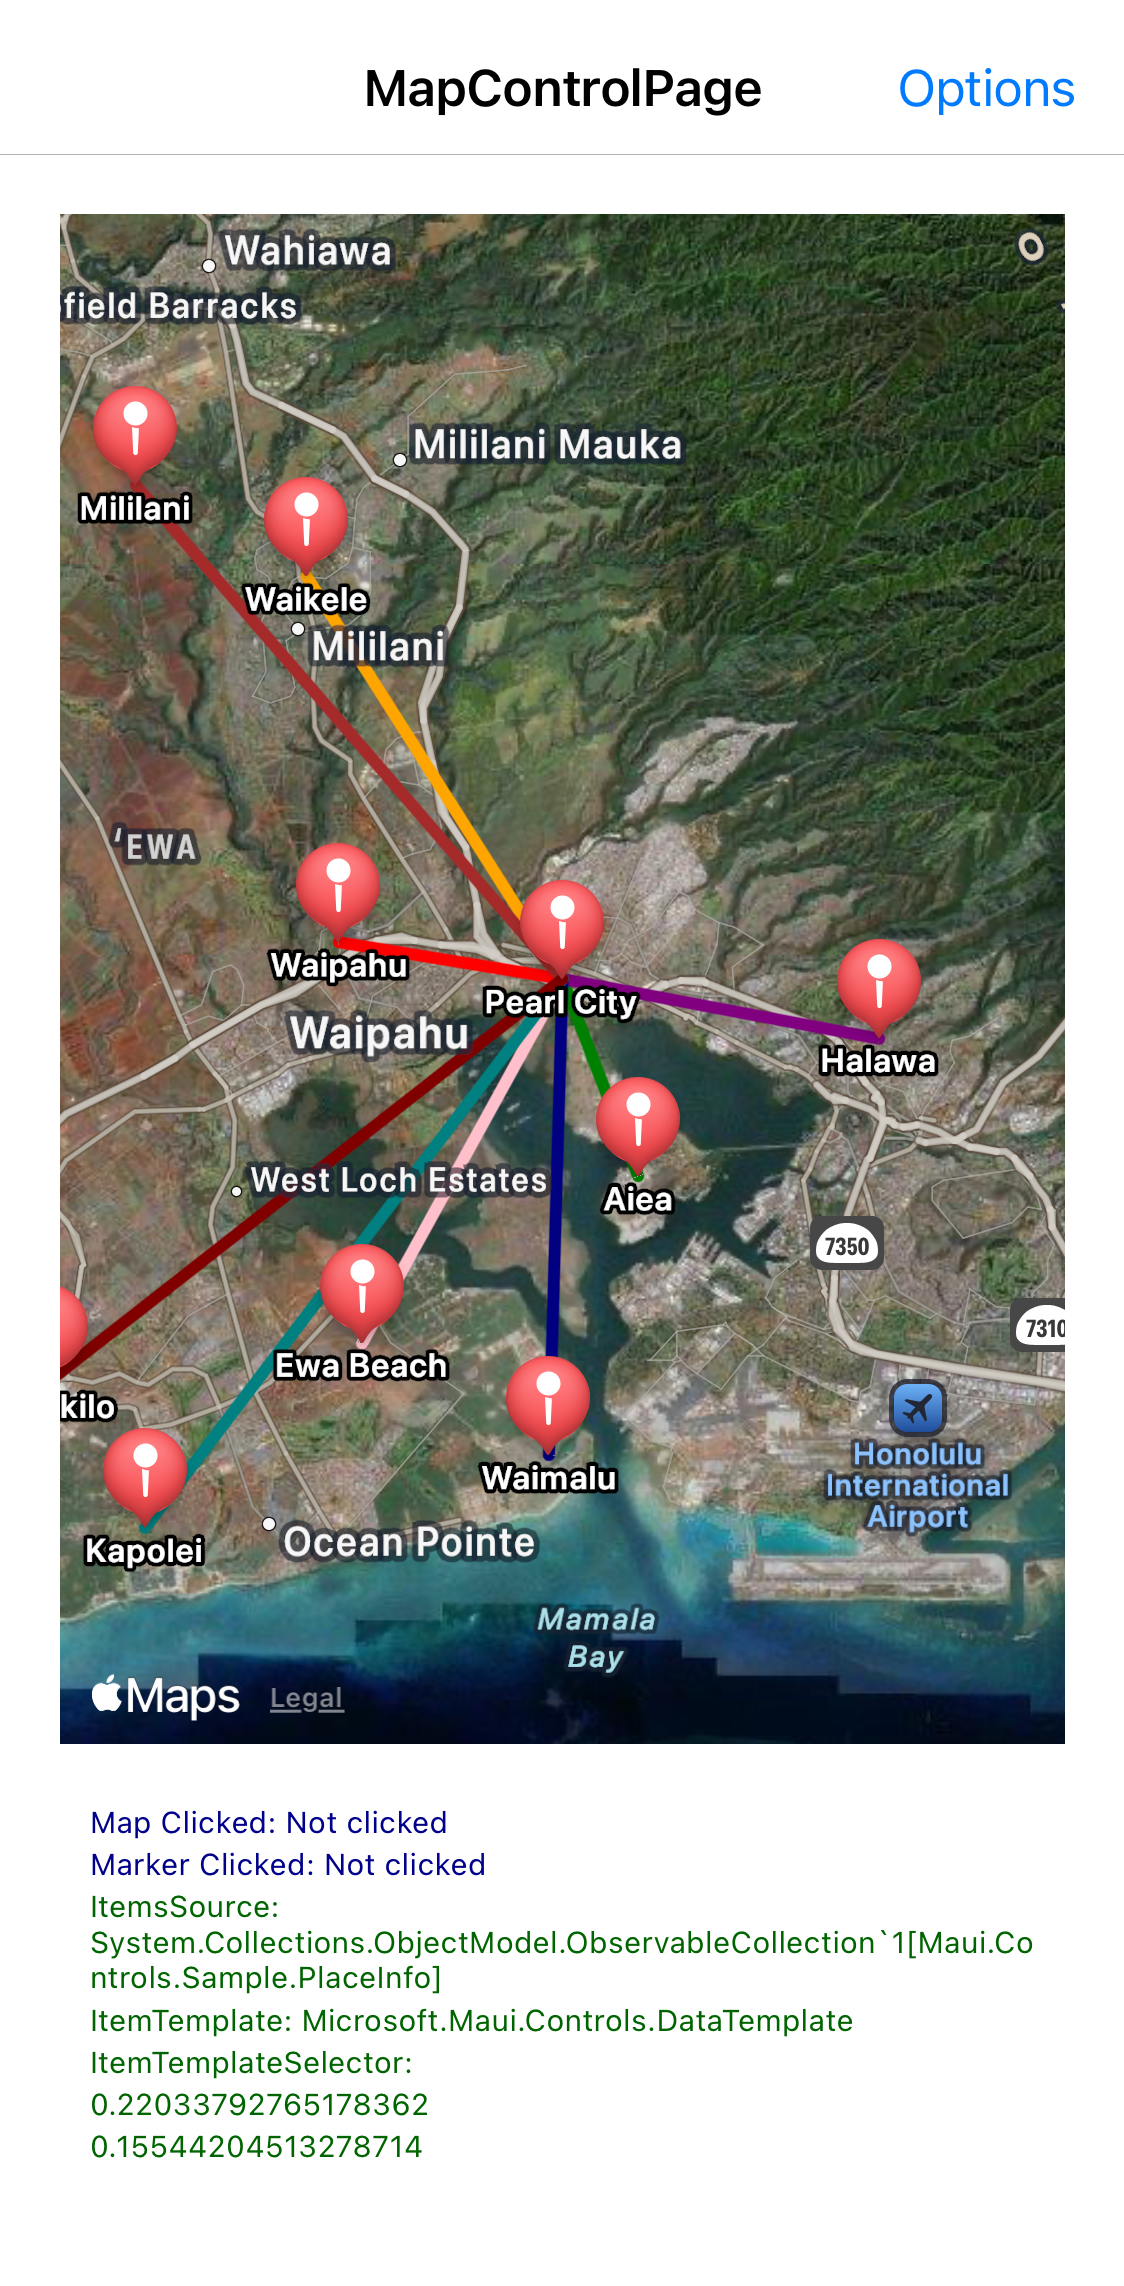 MapControlPage
Options
Wahiawa
field Barracks
Mililani Mauka
Mililani
Waikele
Mililani
ʻEWA
Waipahu
Pearl City
Waipahu
Halawa
West Loch Estates
Aiea
7350
7310
Ewa Beach
kilo
Waimalu
Honolulu
International
Airport
Kapolei
Ocean Pointe
Mamala
Bay
Maps
Legal
Map Clicked: Not clicked
Marker Clicked: Not clicked
ItemsSource:
System.Collections.ObjectModel.ObservableCollection`1[Maui.Co
ntrols.Sample.PlaceInfo]
ItemTemplate: Microsoft.Maui.Controls.DataTemplate
ItemTemplateSelector:
0.22033792765178362
0.15544204513278714